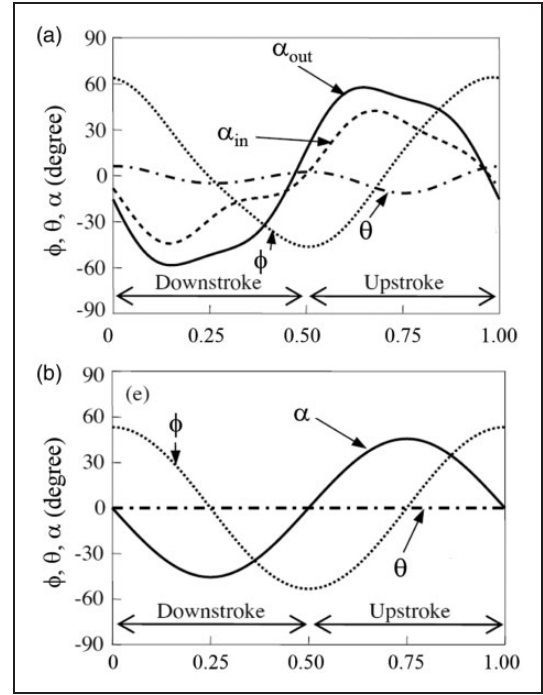 (a)
90
60
30
0
-30
-60
-90
ϕ, θ, α (degree)
α_out
α_in
θ
ϕ
Downstroke
Upstroke
0 0.25 0.50 0.75 1.00
(b)
90
60
30
0
-30
-60
-90
ϕ, θ, α (degree)
(e)
ϕ
α
θ
Downstroke
Upstroke
0 0.25 0.50 0.75 1.00